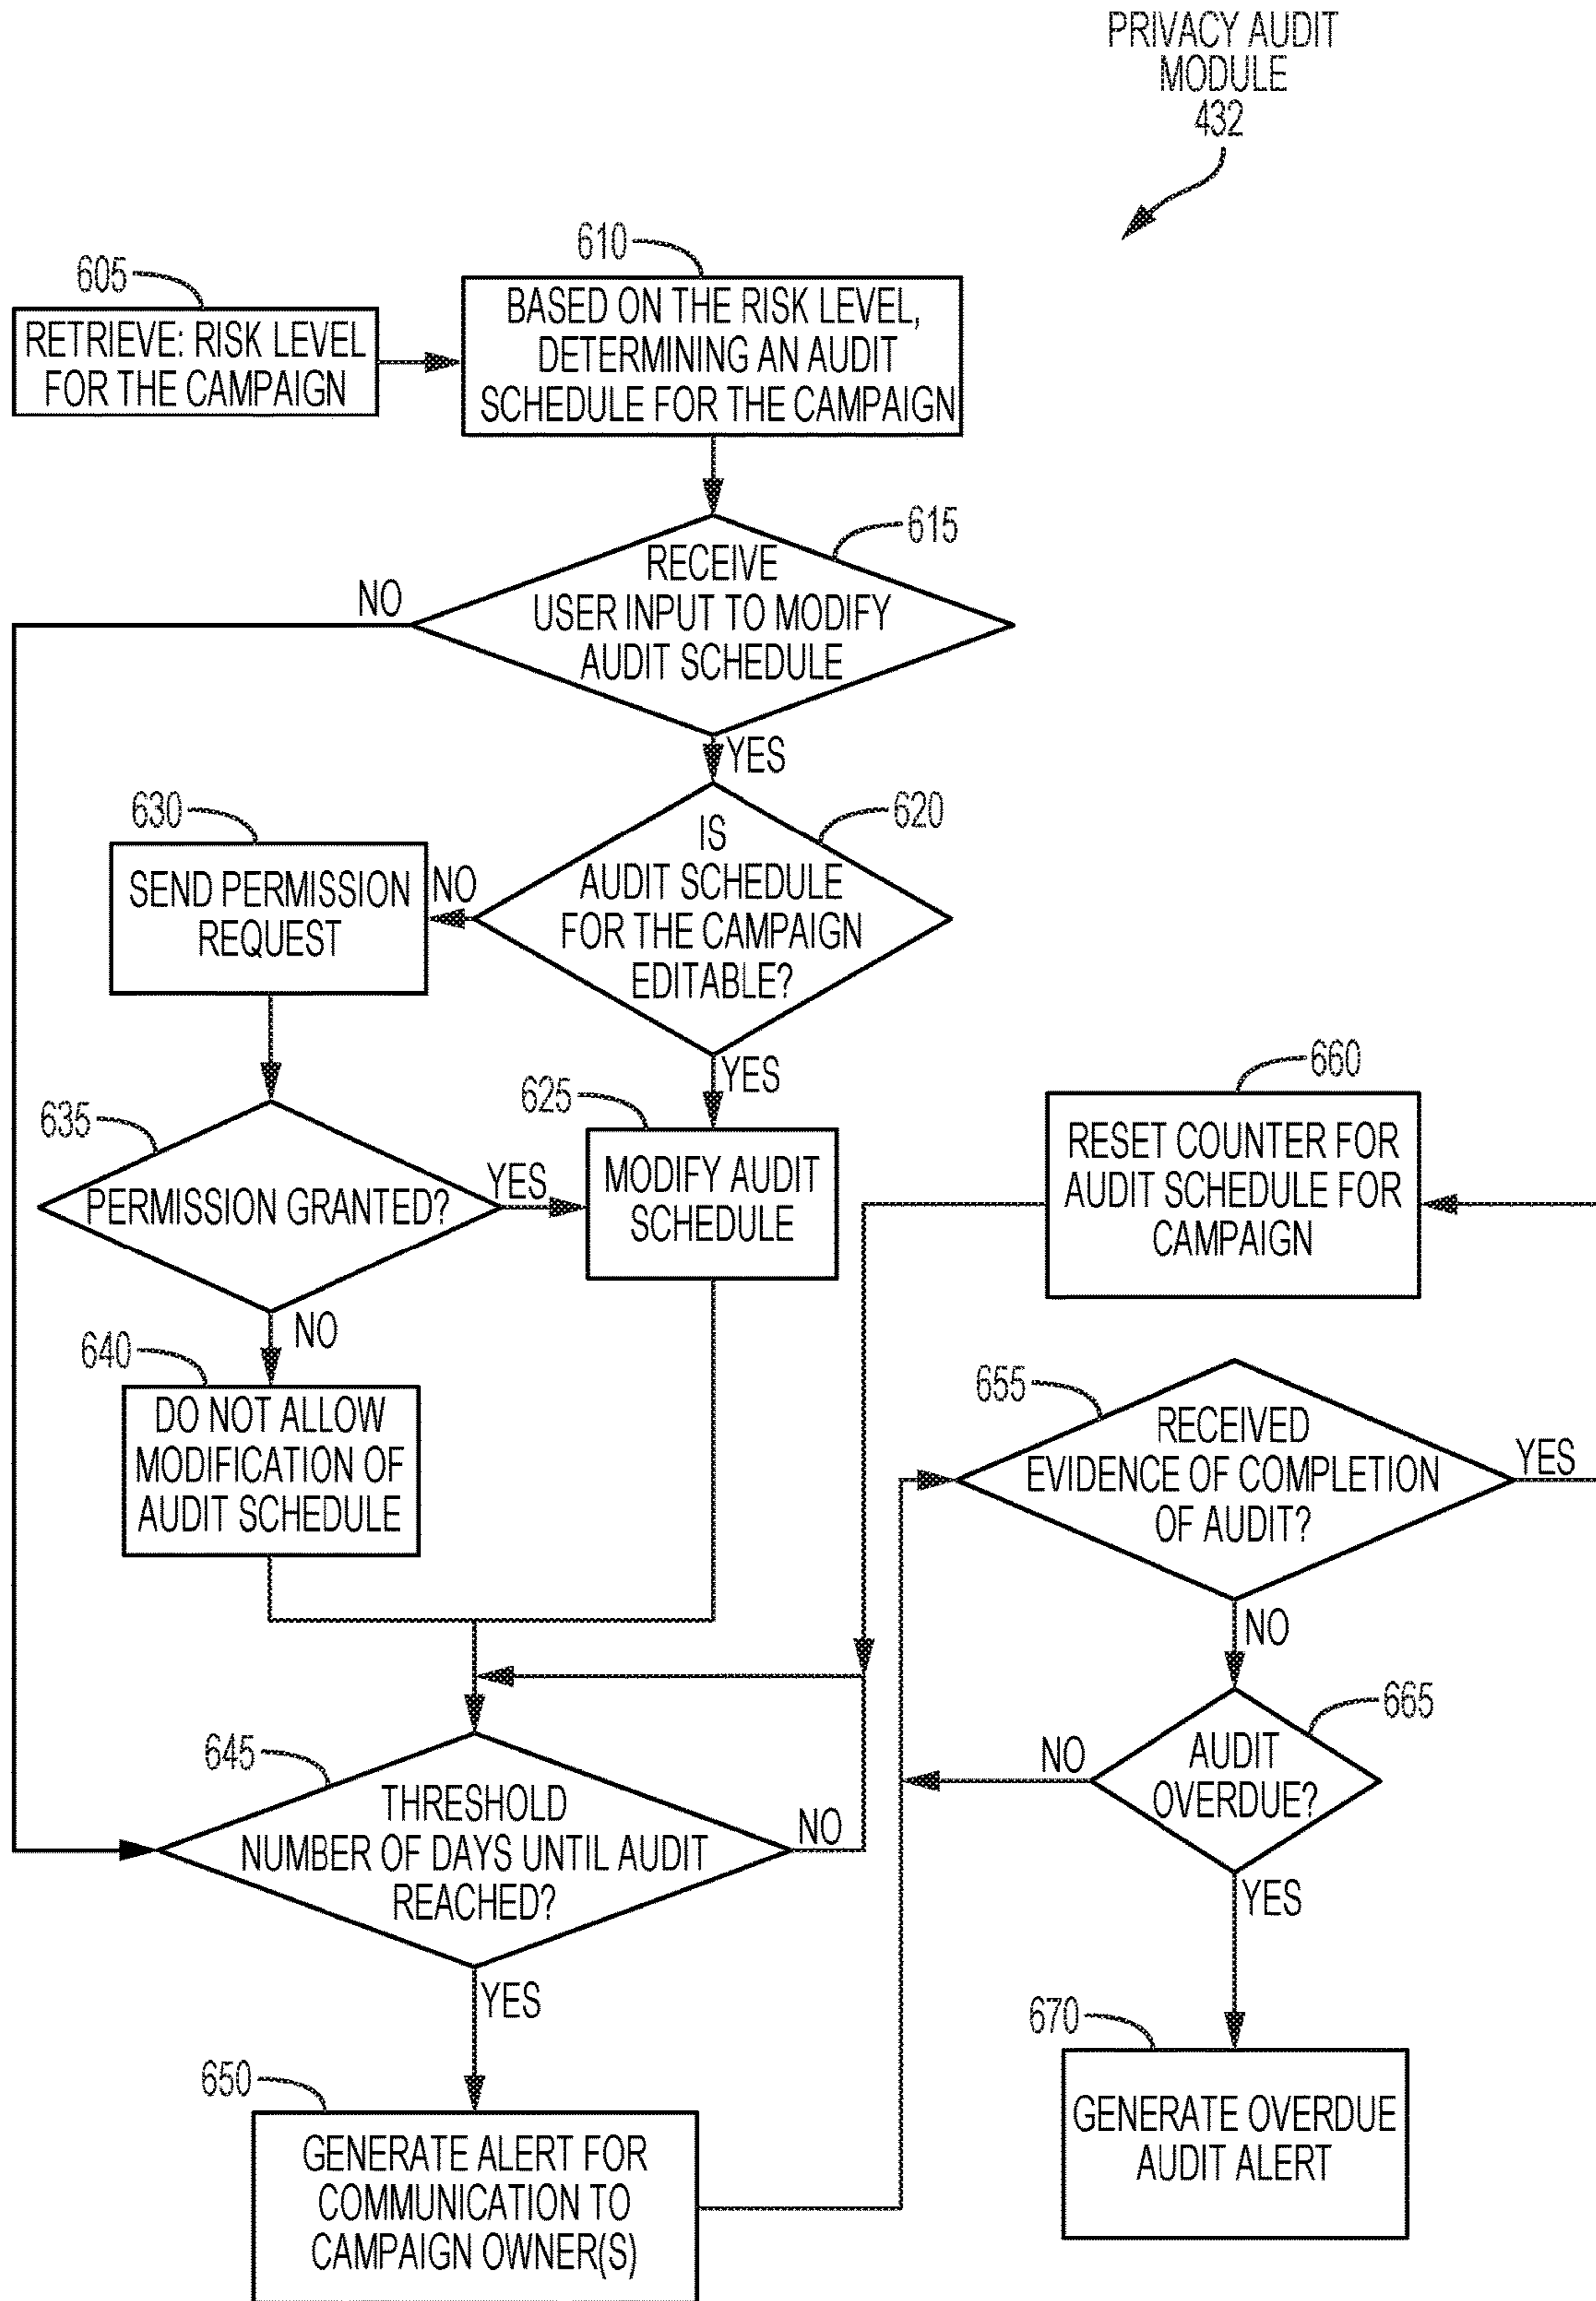 PRIVACY AUDIT
MODULE
432
605
RETRIEVE: RISK LEVEL
FOR THE CAMPAIGN
610
BASED ON THE RISK LEVEL,
DETERMINING AN AUDIT
SCHEDULE FOR THE CAMPAIGN
615
RECEIVE
USER INPUT TO MODIFY
AUDIT SCHEDULE
NO
YES
620
IS
AUDIT SCHEDULE
FOR THE CAMPAIGN
EDITABLE?
NO
YES
630
SEND PERMISSION
REQUEST
635
PERMISSION GRANTED?
YES
NO
625
MODIFY AUDIT
SCHEDULE
640
DO NOT ALLOW
MODIFICATION OF
AUDIT SCHEDULE
645
THRESHOLD
NUMBER OF DAYS UNTIL AUDIT
REACHED?
NO
YES
650
GENERATE ALERT FOR
COMMUNICATION TO
CAMPAIGN OWNER(S)
660
RESET COUNTER FOR
AUDIT SCHEDULE FOR
CAMPAIGN
655
RECEIVED
EVIDENCE OF COMPLETION
OF AUDIT?
YES
NO
665
AUDIT
OVERDUE?
NO
YES
670
GENERATE OVERDUE
AUDIT ALERT